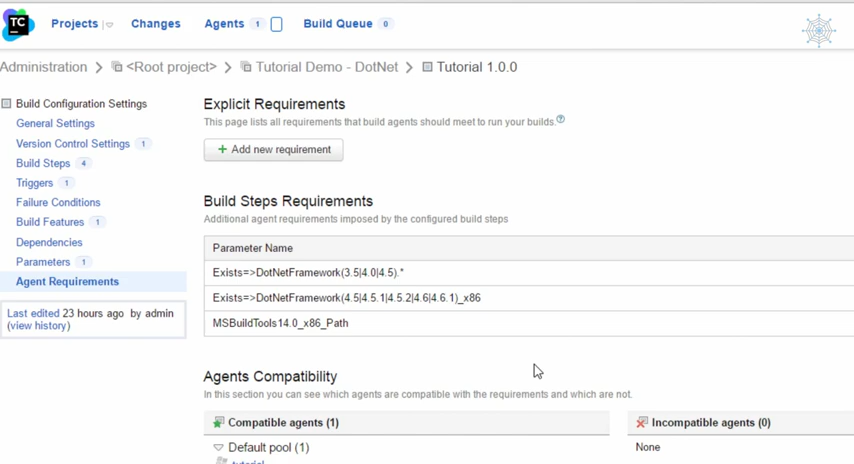 TC Projects Changes Agents 1 Build Queue 0
Administration > <Root project> > Tutorial Demo - DotNet > Tutorial 1.0.0
Build Configuration Settings
General Settings
Version Control Settings 1
Build Steps 4
Triggers 1
Failure Conditions
Build Features 1
Dependencies
Parameters 1
Agent Requirements
Last edited 23 hours ago by admin
(view history)
Explicit Requirements
This page lists all requirements that build agents should meet to run your builds.
+ Add new requirement
Build Steps Requirements
Additional agent requirements imposed by the configured build steps
Parameter Name
Exists=>DotNetFramework(3.5|4.0|4.5).*
Exists=>DotNetFramework(4.5|4.5.1|4.5.2|4.6|4.6.1)_x86
MSBuildTools14.0_x86_Path
Agents Compatibility
In this section you can see which agents are compatible with the requirements and which are not.
Compatible agents (1)
Default pool (1)
tutorial
Incompatible agents (0)
None